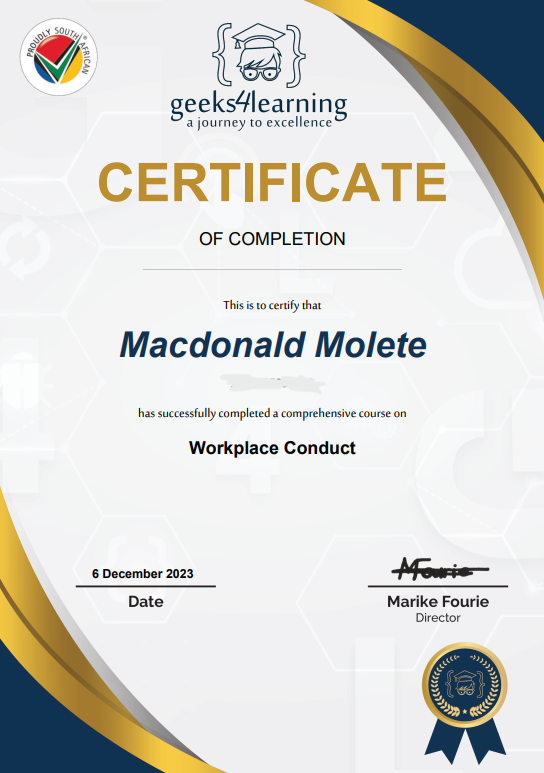 PROUDLY SOUTH AFRICAN
geeks4learning
a journey to excellence
CERTIFICATE
OF COMPLETION
This is to certify that
Macdonald Molete
has successfully completed a comprehensive course on
Workplace Conduct
6 December 2023
MFourie
Date
Marike Fourie
Director